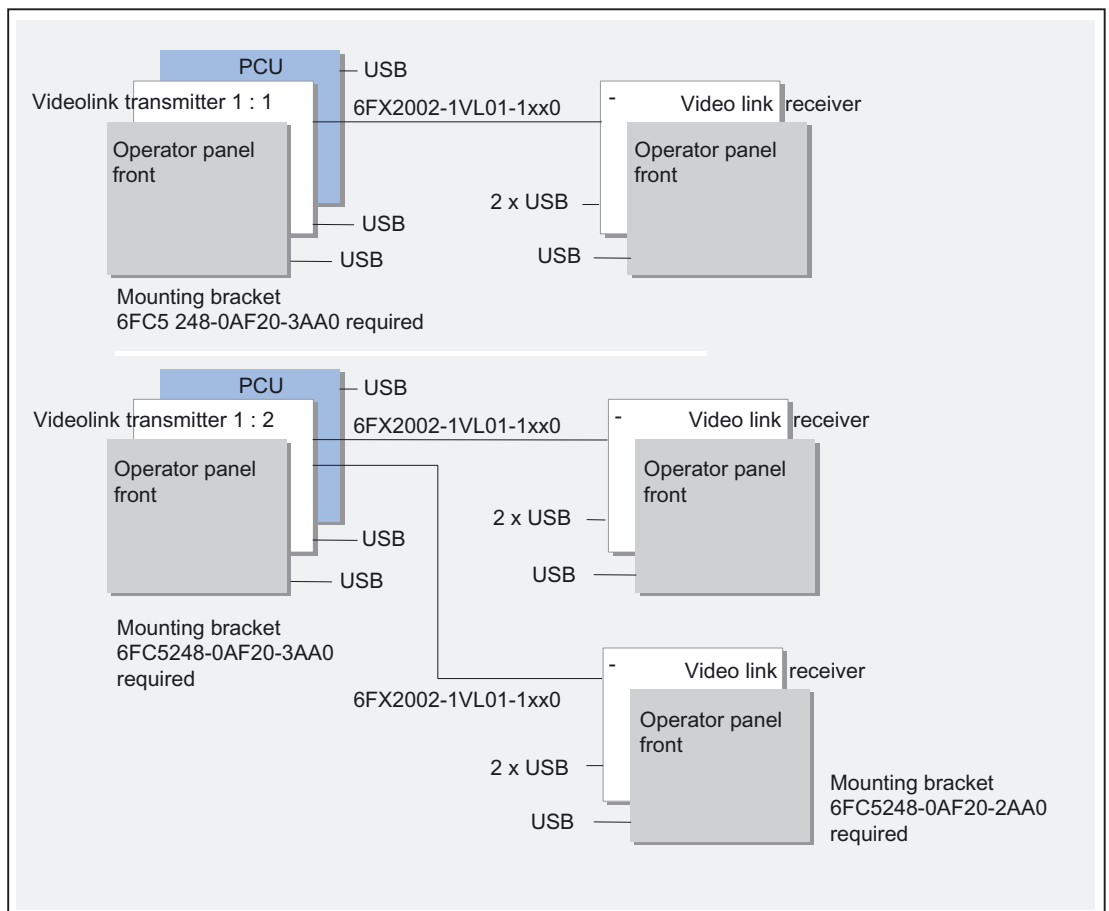 PCU
USB
Videolink transmitter 1 : 1
6FX2002-1VL01-1xx0
- Video link receiver
Operator panel
front
Operator panel
front
2 x USB
USB
USB
USB
Mounting bracket
6FC5 248-0AF20-3AA0 required
PCU
USB
Videolink transmitter 1 : 2
6FX2002-1VL01-1xx0
- Video link receiver
Operator panel
front
Operator panel
front
2 x USB
USB
USB
USB
Mounting bracket
6FC5248-0AF20-3AA0
required
- Video link receiver
6FX2002-1VL01-1xx0
Operator panel
front
2 x USB
USB
Mounting bracket
6FC5248-0AF20-2AA0
required